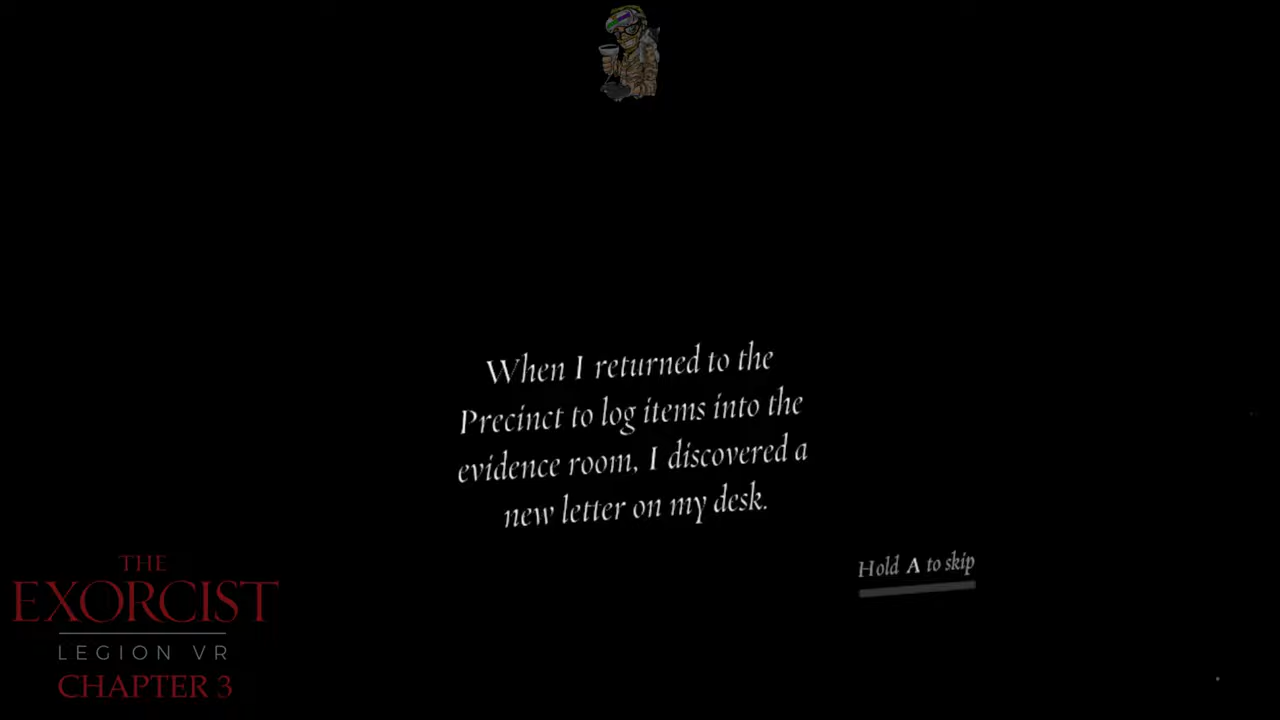 When I returned to the
Precinct to log items into the
evidence room, I discovered a
new letter on my desk.
Hold A to skip
THE
EXORCIST
LEGION VR
CHAPTER 3